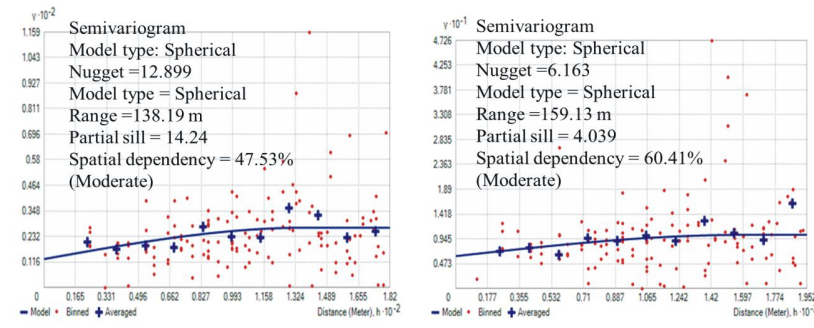 γ·10⁻²
1.159
1.043
0.927
0.811
0.696
0.58
0.464
0.348
0.232
0.116
Semivariogram
Model type: Spherical
Nugget =12.899
Model type = Spherical
Range =138.19 m
Partial sill = 14.24
Spatial dependency = 47.53%
(Moderate)
0 0.165 0.331 0.496 0.662 0.827 0.993 1.158 1.324 1.489 1.655 1.82
Model Binned Averaged Distance (Meter), h·10⁻²
γ·10⁻¹
4.726
4.253
3.781
3.308
2.835
2.363
1.89
1.418
0.945
0.473
Semivariogram
Model type: Spherical
Nugget =6.163
Model type = Spherical
Range =159.13 m
Partial sill = 4.039
Spatial dependency = 60.41%
(Moderate)
0 0.177 0.355 0.532 0.71 0.887 1.065 1.242 1.42 1.597 1.774 1.952
Model Binned Averaged Distance (Meter), h·10⁻²